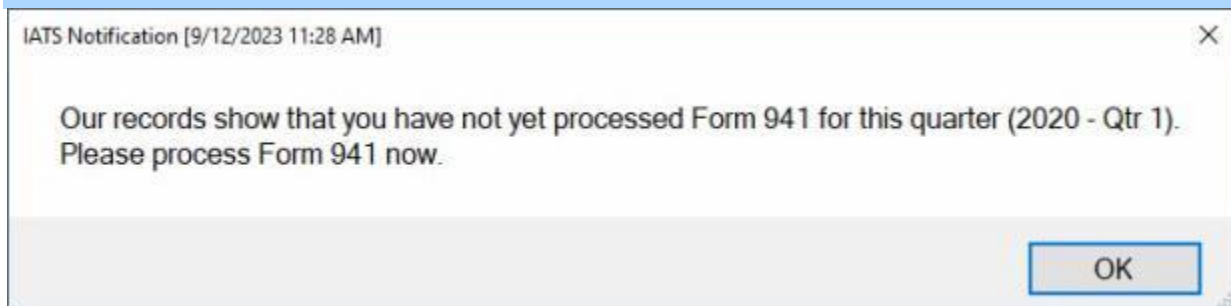 IATS Notification [9/12/2023 11:28 AM]
Our records show that you have not yet processed Form 941 for this quarter (2020 - Qtr 1).
Please process Form 941 now.
OK